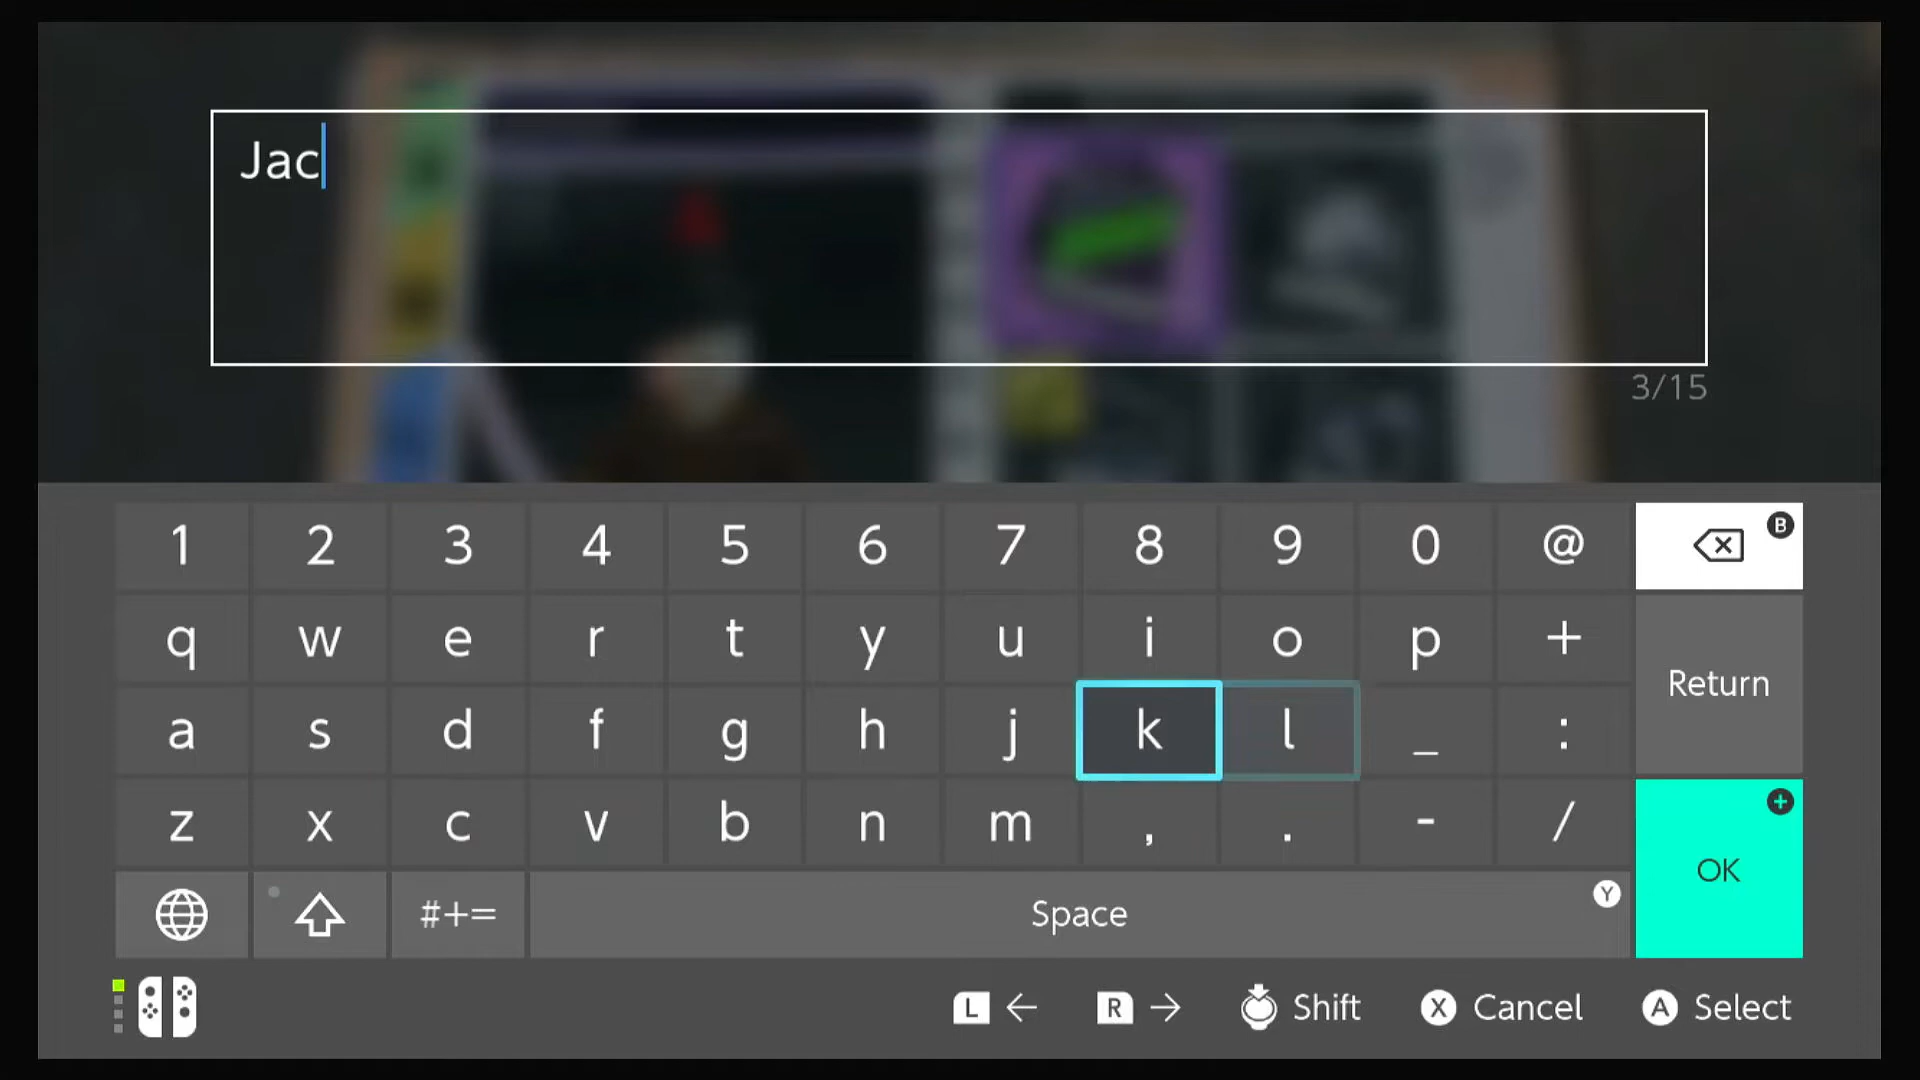 Jac
3/15
1 2 3 4 5 6 7 8 9 0 @ B
q w e r t y u i o p +
Return
a s d f g h j k l _ :
z x c v b n m , . - /
+
OK
#+= Space Y
L ← R → Shift X Cancel A Select